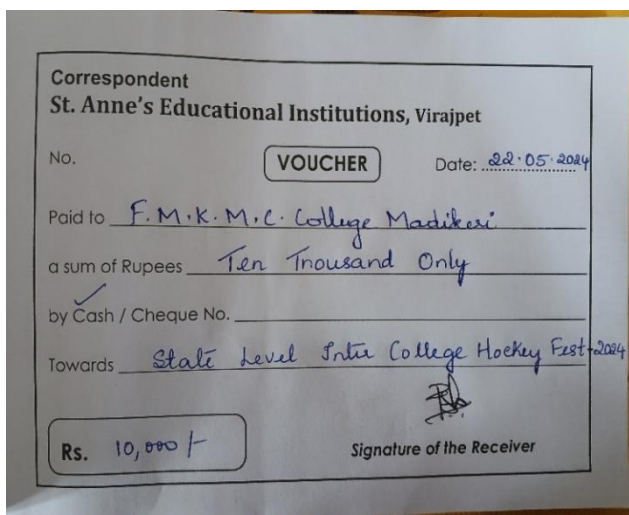 Correspondent
St. Anne's Educational Institutions, Virajpet
No. VOUCHER Date: 22.05.2024
Paid to F.M.K.M.C. College Madikeri
a sum of Rupees Ten Thousand Only
by Cash / Cheque No.
Towards State Level Inter College Hockey Fest-2024
Rs. 10,000/-
Signature of the Receiver